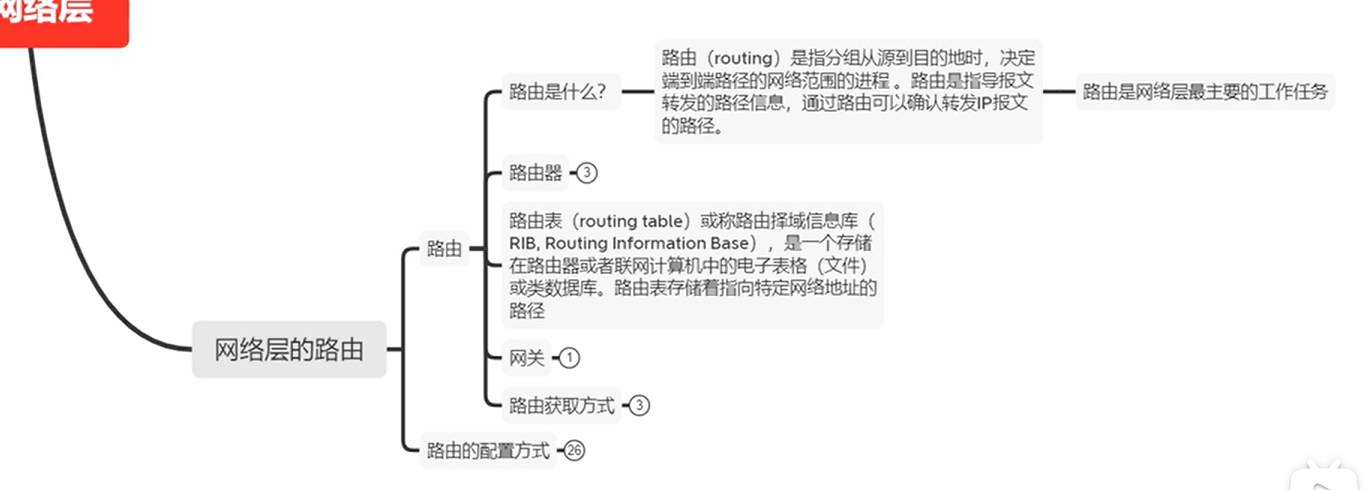 网络层
路由（routing）是指分组从源到目的地时，决定
端到端路径的网络范围的进程 。路由是指导报文
转发的路径信息，通过路由可以确认转发IP报文
的路径。
路由是什么？
路由是网络层最主要的工作任务
路由器
3
路由表（routing table）或称路由择域信息库（
RIB, Routing Information Base），是一个存储
在路由器或者联网计算机中的电子表格（文件）
或类数据库。路由表存储着指向特定网络地址的
路径
路由
网络层的路由
网关
1
路由获取方式
3
路由的配置方式
26